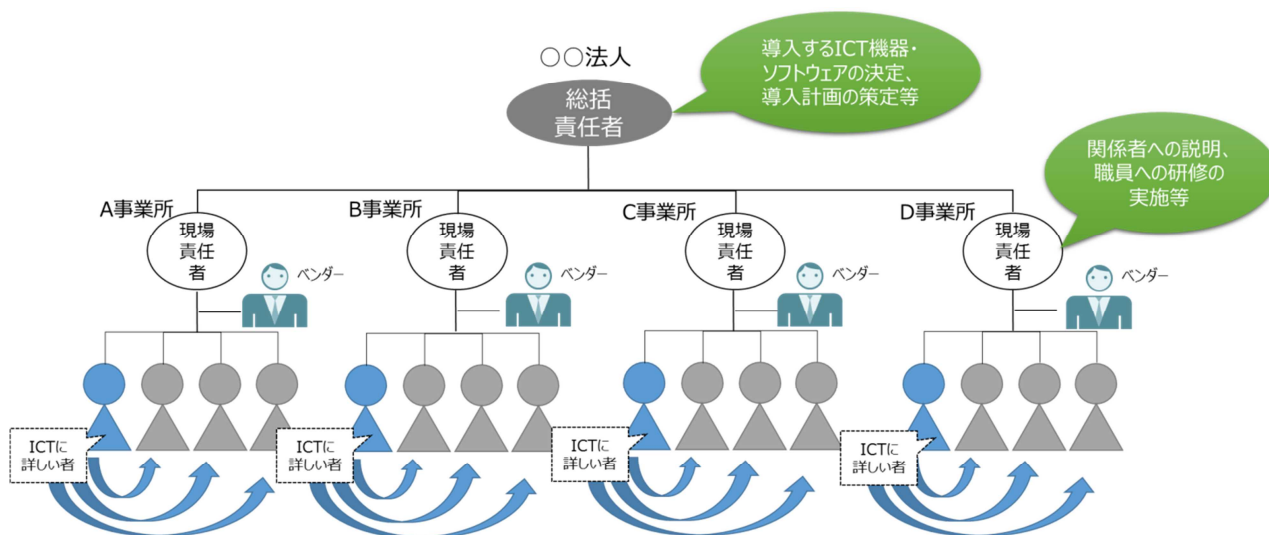 ○○法人
総括
責任者
導入するICT機器・
ソフトウェアの決定、
導入計画の策定等
関係者への説明、
職員への研修の
実施等
A事業所
現場
責任
者
ベンダー
B事業所
現場
責任
者
ベンダー
C事業所
現場
責任
者
ベンダー
D事業所
現場
責任
者
ベンダー
ICTに
詳しい者
ICTに
詳しい者
ICTに
詳しい者
ICTに
詳しい者